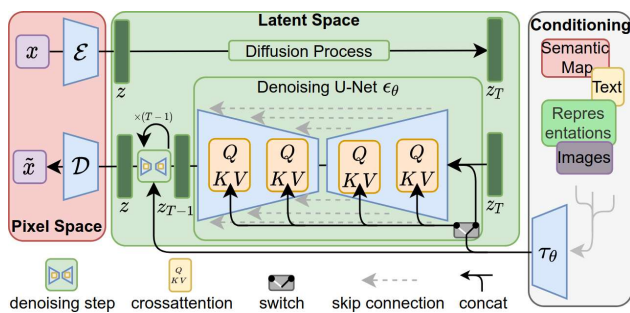 Latent Space
Conditioning
x
ℰ
z
Diffusion Process
z_T
Semantic
Map
Text
Repres
entations
Images
Denoising U-Net ϵ_θ
×(T−1)
x̃
𝒟
z
z_{T−1}
Q
KV
Q
KV
Q
KV
Q
KV
z_T
Pixel Space
τ_θ
Q
KV
denoising step
crossattention
switch
skip connection
concat